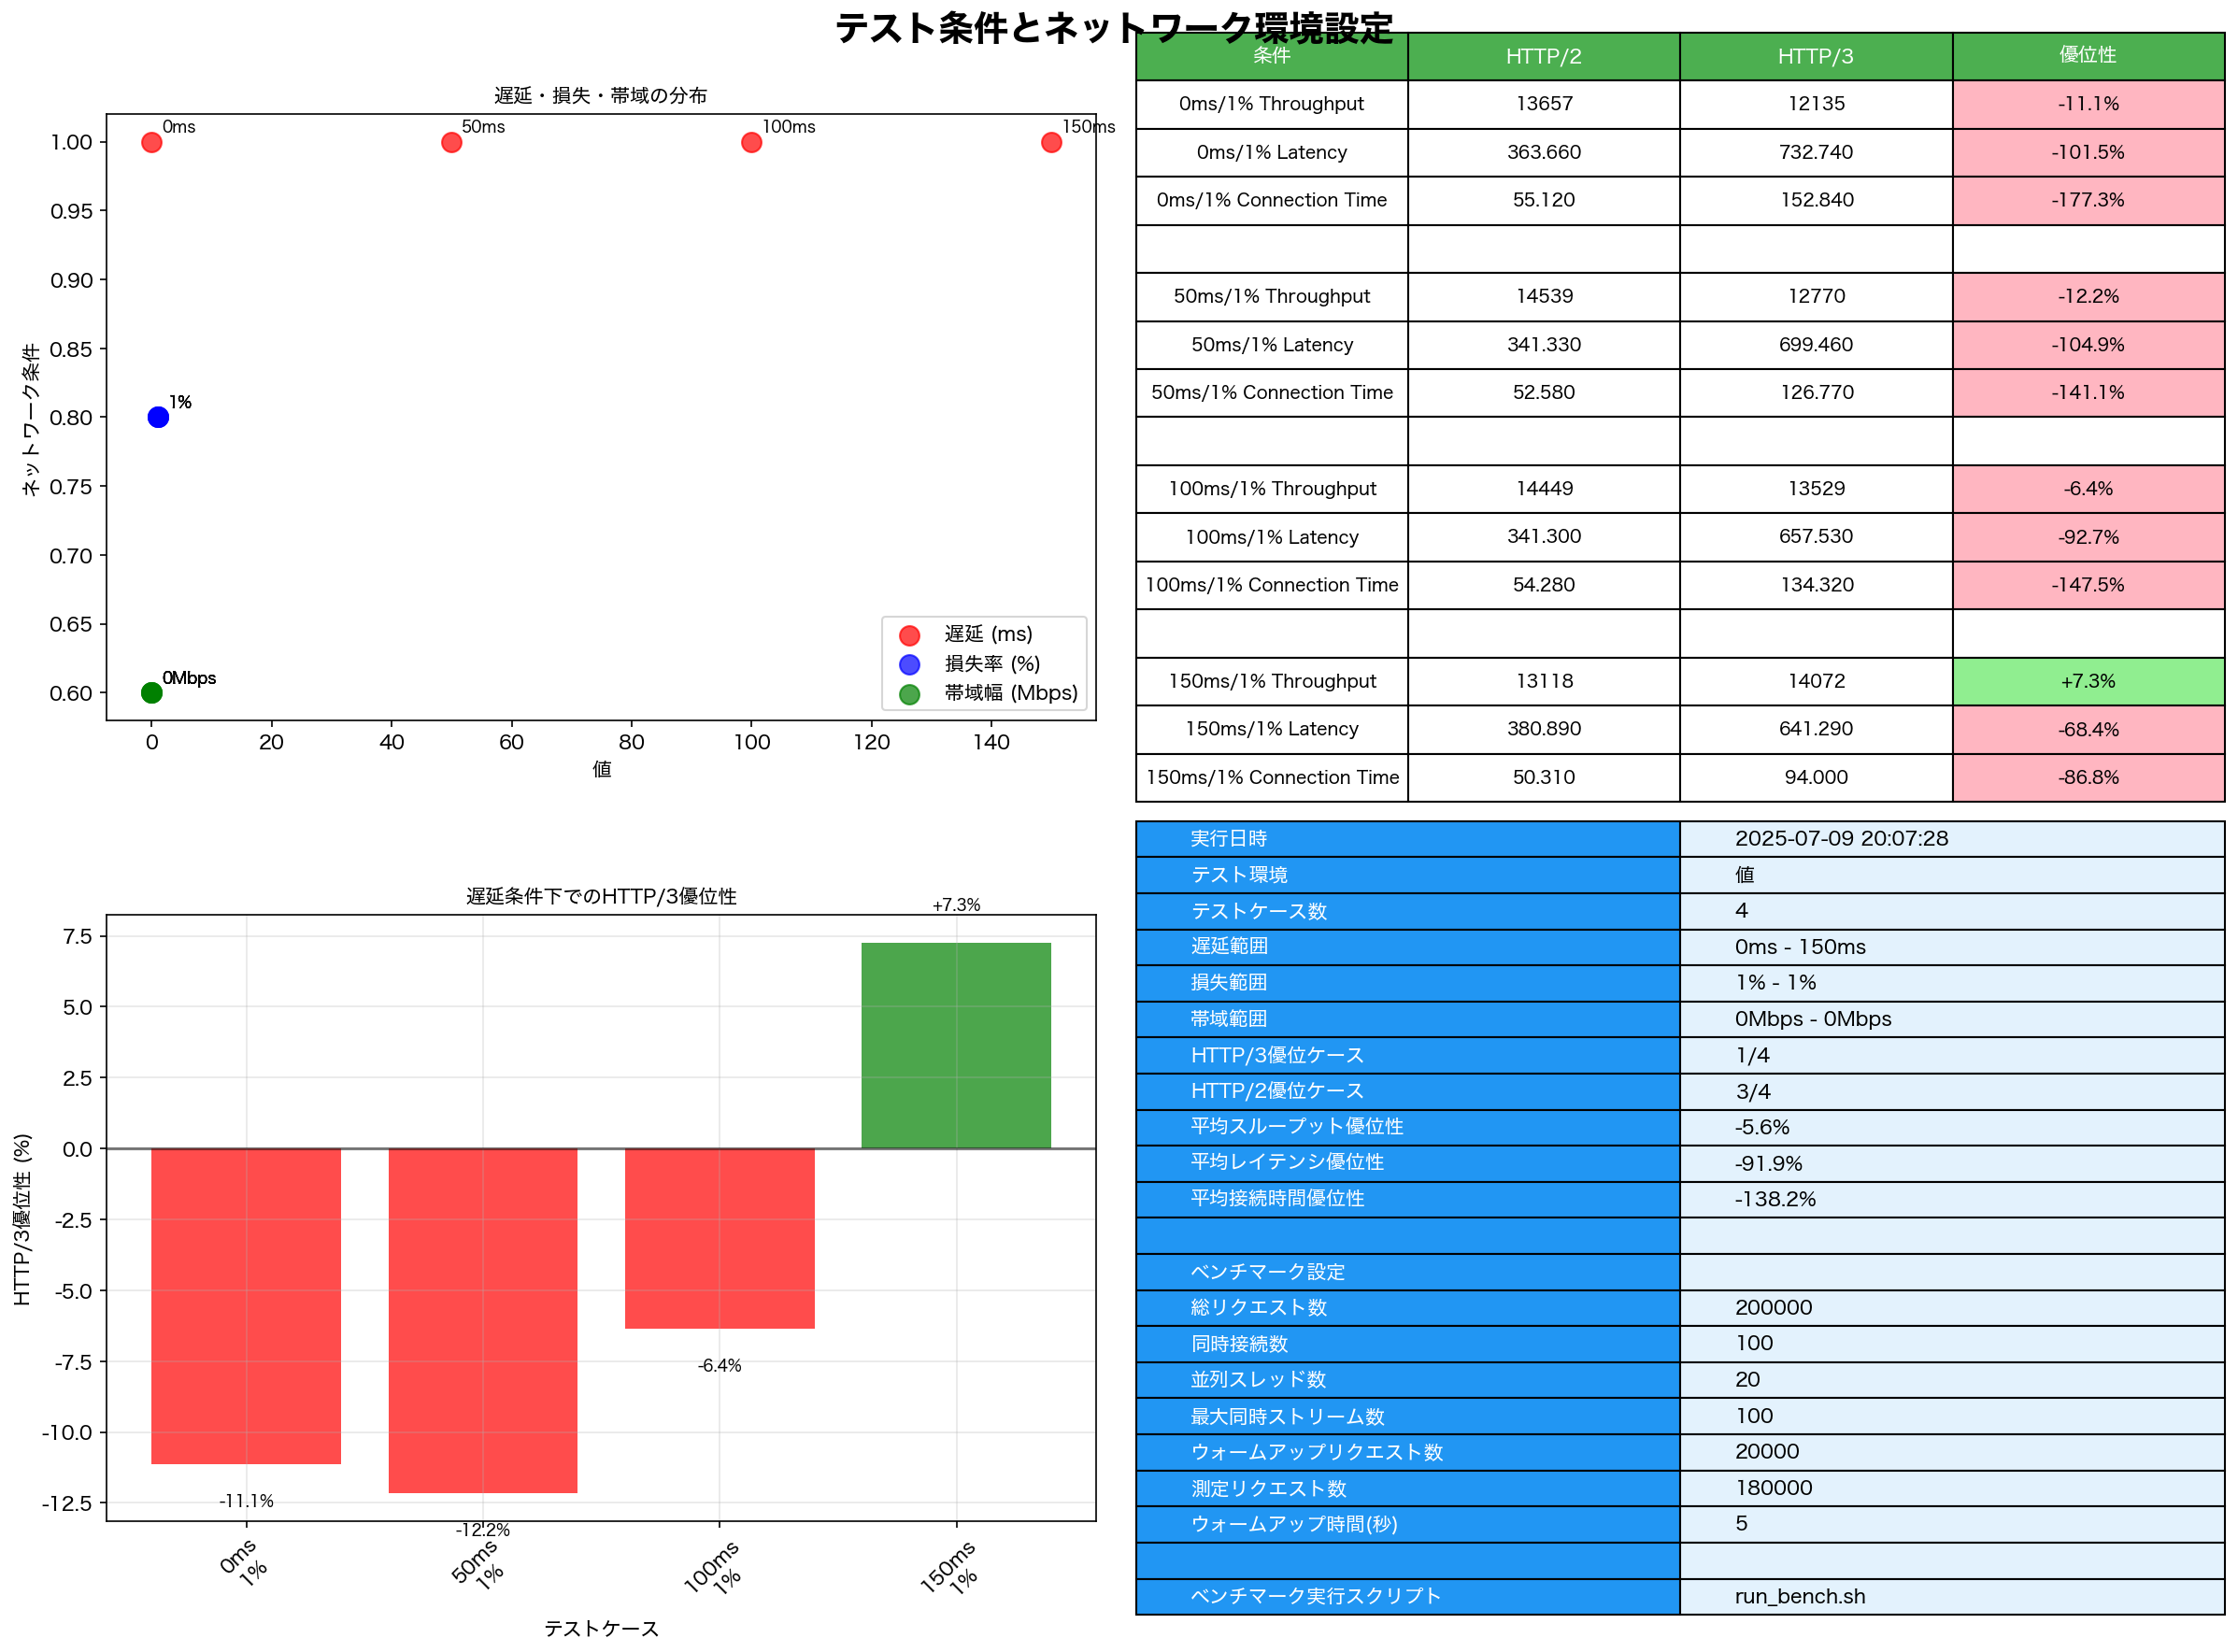 テスト条件とネットワーク環境設定
遅延・損失・帯域の分布
ネットワーク条件
1.00
0.95
0.90
0.85
0.80
0.75
0.70
0.65
0.60
0ms
50ms
100ms
150ms
1%
0Mbps
遅延 (ms)
損失率 (%)
帯域幅 (Mbps)
0 20 40 60 80 100 120 140
値
条件 HTTP/2 HTTP/3 優位性
0ms/1% Throughput 13657 12135 -11.1%
0ms/1% Latency 363.660 732.740 -101.5%
0ms/1% Connection Time 55.120 152.840 -177.3%
50ms/1% Throughput 14539 12770 -12.2%
50ms/1% Latency 341.330 699.460 -104.9%
50ms/1% Connection Time 52.580 126.770 -141.1%
100ms/1% Throughput 14449 13529 -6.4%
100ms/1% Latency 341.300 657.530 -92.7%
100ms/1% Connection Time 54.280 134.320 -147.5%
150ms/1% Throughput 13118 14072 +7.3%
150ms/1% Latency 380.890 641.290 -68.4%
150ms/1% Connection Time 50.310 94.000 -86.8%
遅延条件下でのHTTP/3優位性
HTTP/3優位性 (%)
7.5
5.0
2.5
0.0
-2.5
-5.0
-7.5
-10.0
-12.5
-11.1%
-12.2%
-6.4%
+7.3%
0ms
1%
50ms
1%
100ms
1%
150ms
1%
テストケース
実行日時 2025-07-09 20:07:28
テスト環境 値
テストケース数 4
遅延範囲 0ms - 150ms
損失範囲 1% - 1%
帯域範囲 0Mbps - 0Mbps
HTTP/3優位ケース 1/4
HTTP/2優位ケース 3/4
平均スループット優位性 -5.6%
平均レイテンシ優位性 -91.9%
平均接続時間優位性 -138.2%
ベンチマーク設定
総リクエスト数 200000
同時接続数 100
並列スレッド数 20
最大同時ストリーム数 100
ウォームアップリクエスト数 20000
測定リクエスト数 180000
ウォームアップ時間(秒) 5
ベンチマーク実行スクリプト run_bench.sh